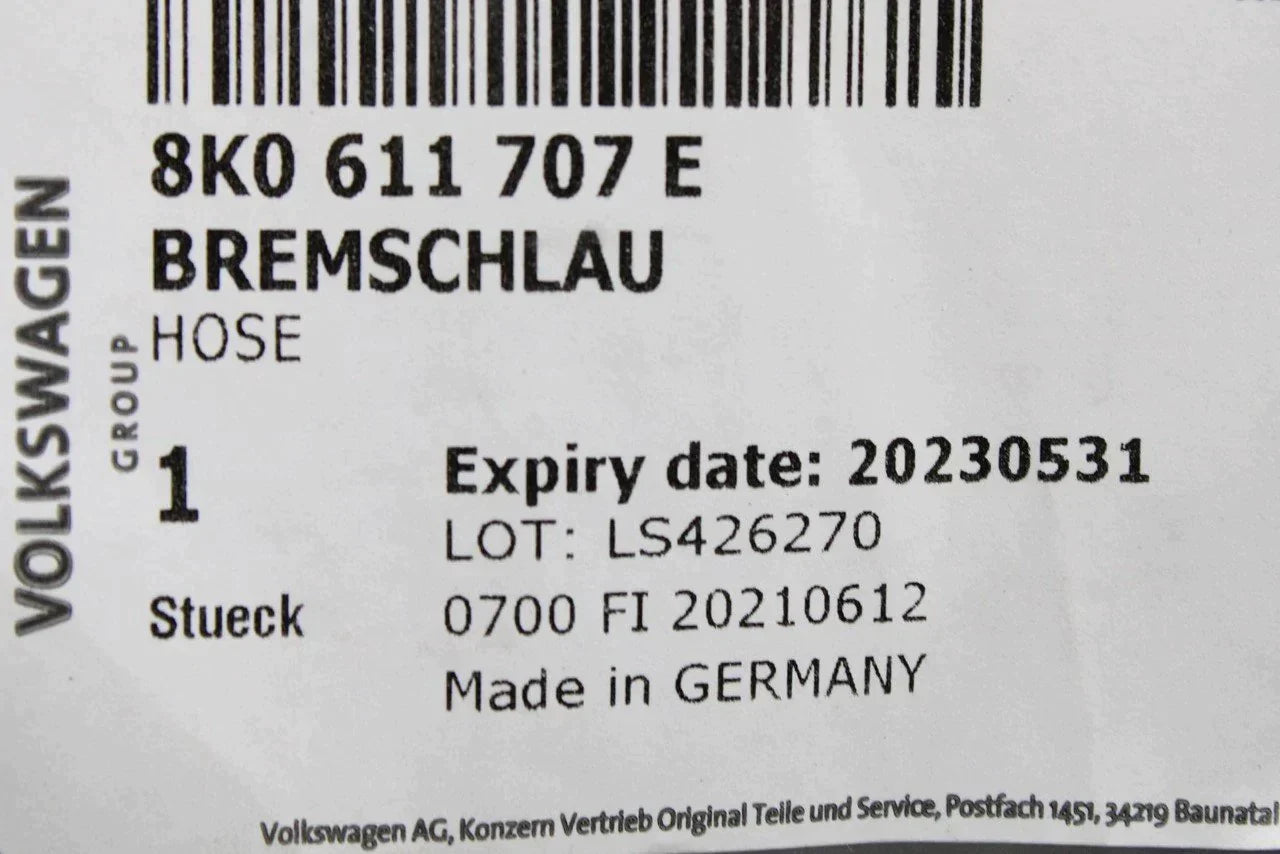 8K0 611 707 E
BREMSCHLAU
HOSE
VOLKSWAGEN
GROUP
1
Stueck
Expiry date: 20230531
LOT: LS426270
0700 FI 20210612
Made in GERMANY
Volkswagen AG, Konzern Vertrieb Original Teile und Service, Postfach 1451, 34219 Baunatal